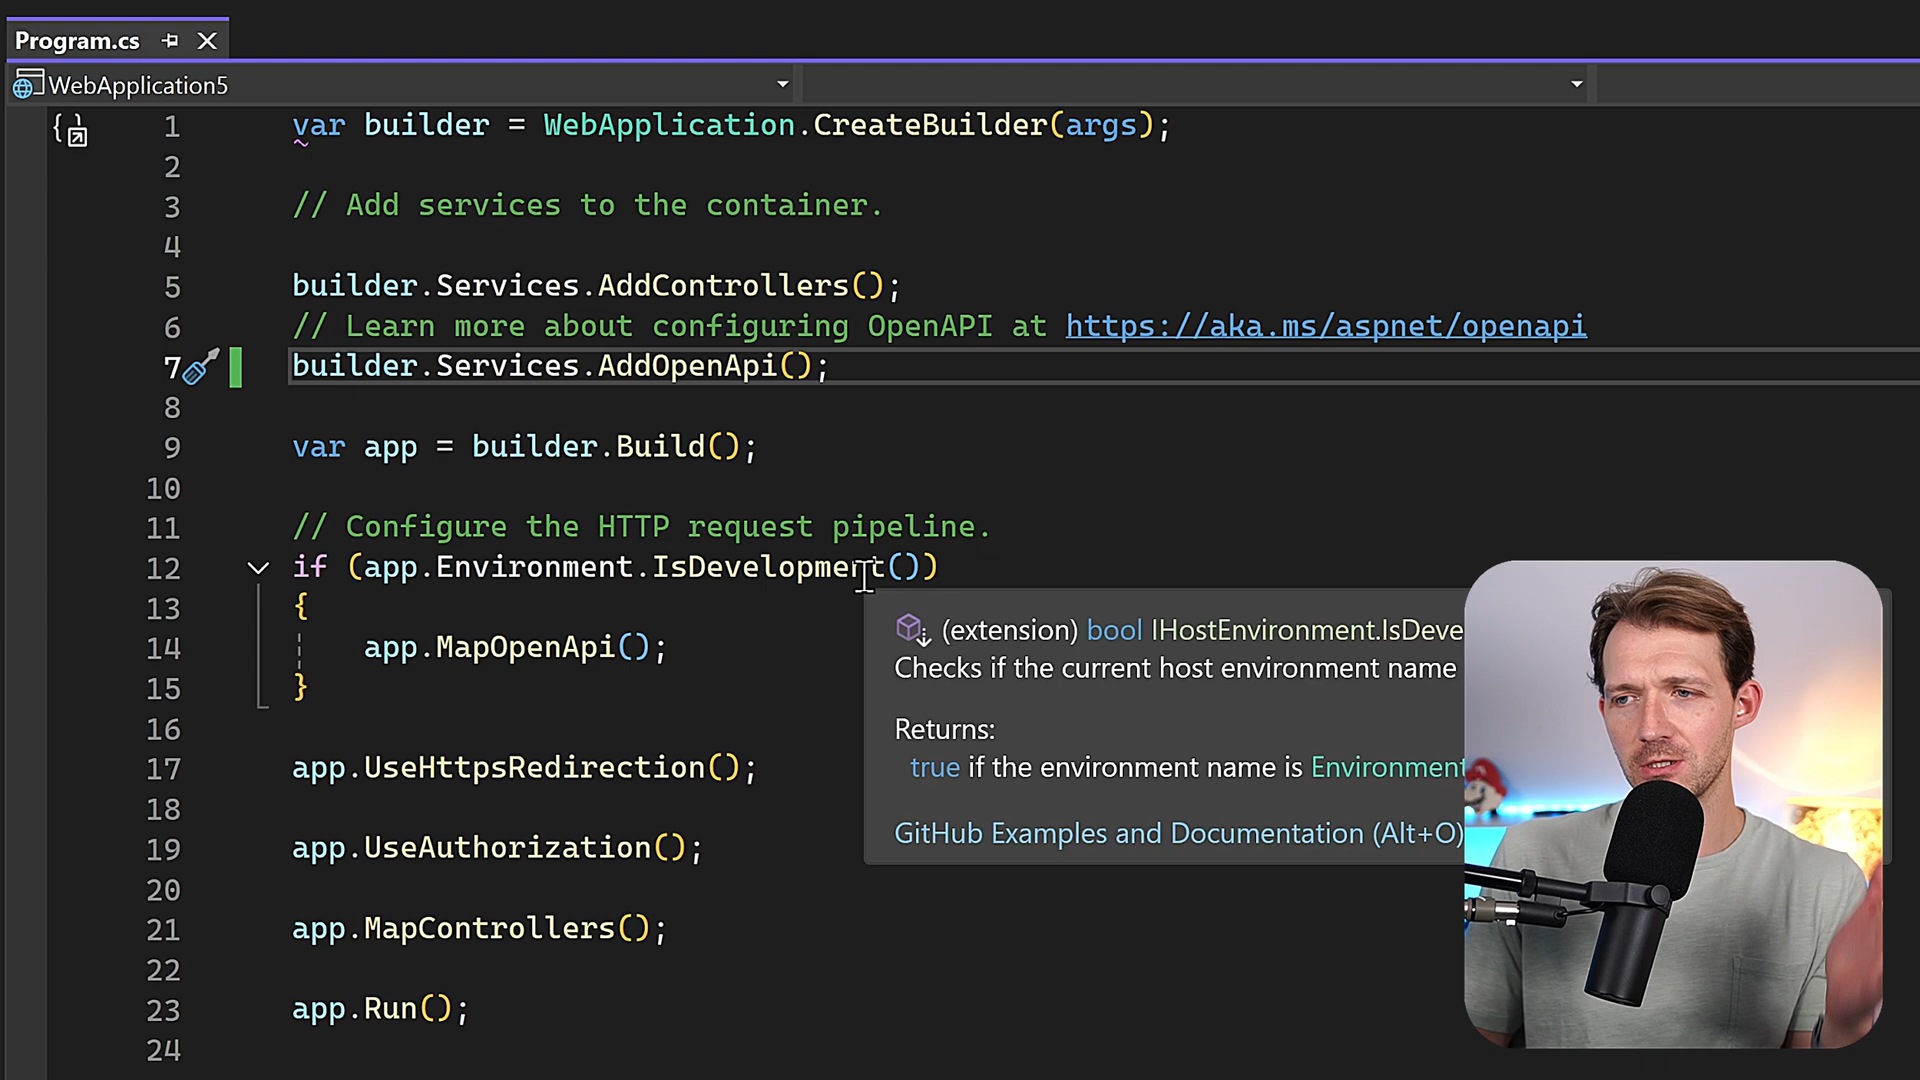 Program.cs
WebApplication5
1 var builder = WebApplication.CreateBuilder(args);
2
3 // Add services to the container.
4
5 builder.Services.AddControllers();
6 // Learn more about configuring OpenAPI at https://aka.ms/aspnet/openapi
7 builder.Services.AddOpenApi();
8
9 var app = builder.Build();
10
11 // Configure the HTTP request pipeline.
12 if (app.Environment.IsDevelopment())
13 {
14 app.MapOpenApi();
15 }
16
17 app.UseHttpsRedirection();
18
19 app.UseAuthorization();
20
21 app.MapControllers();
22
23 app.Run();
24
(extension) bool IHostEnvironment.IsDeve
Checks if the current host environment name
Returns:
true if the environment name is Environment
GitHub Examples and Documentation (Alt+O)